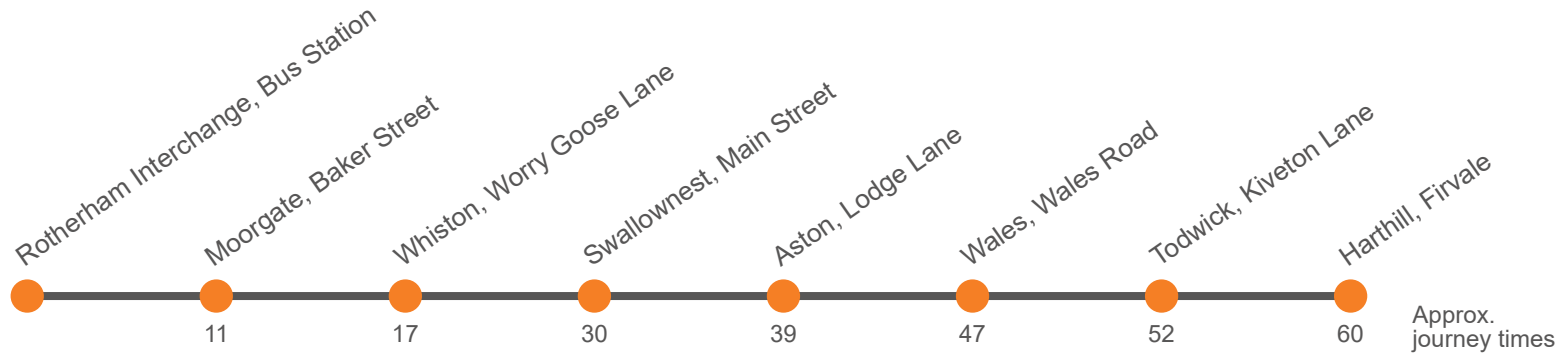 Rotherham Interchange, Bus Station
Moorgate, Baker Street
Whiston, Worry Goose Lane
Swallownest, Main Street
Aston, Lodge Lane
Wales, Wales Road
Todwick, Kiveton Lane
Harthill, Firvale
11
17
30
39
47
52
60
Approx.
journey times